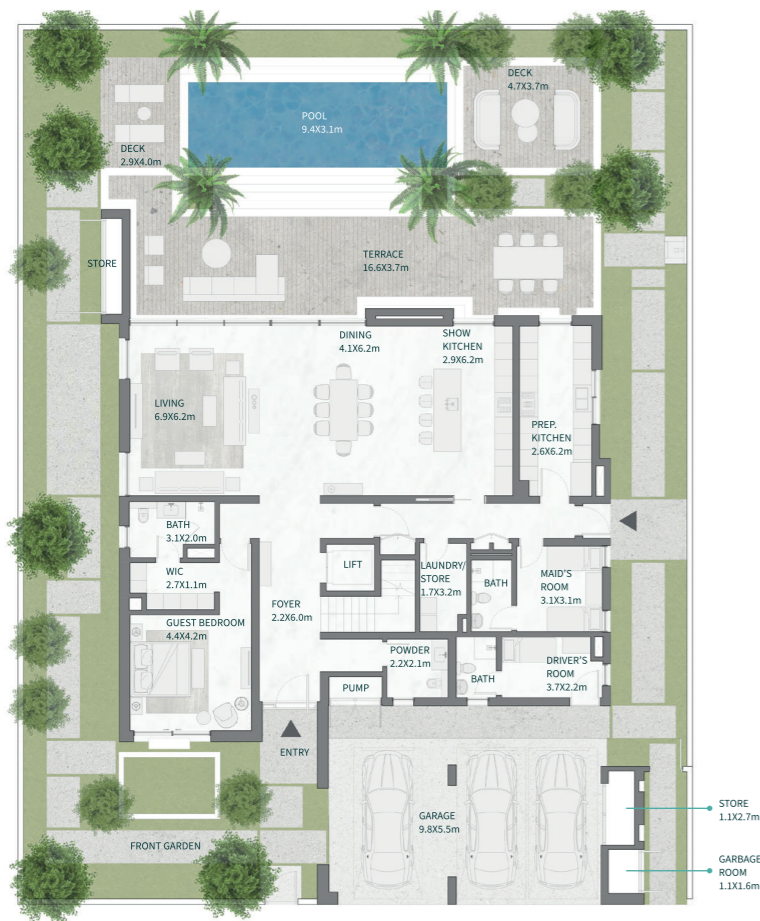 DECK
4.7X3.7m
POOL
9.4X3.1m
DECK
2.9X4.0m
STORE
TERRACE
16.6X3.7m
DINING
4.1X6.2m
SHOW
KITCHEN
2.9X6.2m
LIVING
6.9X6.2m
PREP.
KITCHEN
2.6X6.2m
BATH
3.1X2.0m
WIC
2.7X1.1m
LIFT
LAUNDRY/
STORE
1.7X3.2m
BATH
MAID'S
ROOM
3.1X3.1m
FOYER
2.2X6.0m
GUEST BEDROOM
4.4X4.2m
POWDER
2.2X2.1m
BATH
DRIVER'S
ROOM
3.7X2.2m
PUMP
ENTRY
GARAGE
9.8X5.5m
STORE
1.1X2.7m
FRONT GARDEN
GARBAGE
ROOM
1.1X1.6m